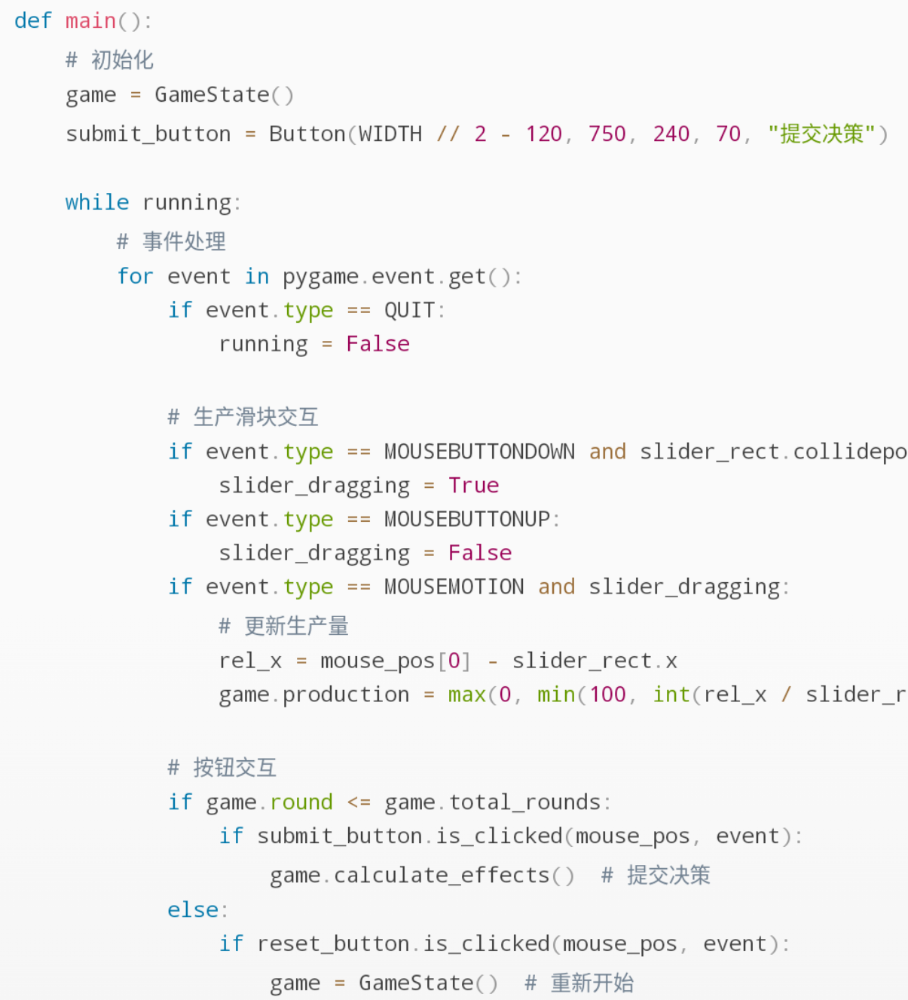 def main():
    # 初始化
    game = GameState()
    submit_button = Button(WIDTH // 2 - 120, 750, 240, 70, "提交决策")

    while running:
        # 事件处理
        for event in pygame.event.get():
            if event.type == QUIT:
                running = False

            # 生产滑块交互
            if event.type == MOUSEBUTTONDOWN and slider_rect.collidepo
                slider_dragging = True
            if event.type == MOUSEBUTTONUP:
                slider_dragging = False
            if event.type == MOUSEMOTION and slider_dragging:
                # 更新生产量
                rel_x = mouse_pos[0] - slider_rect.x
                game.production = max(0, min(100, int(rel_x / slider_r

            # 按钮交互
            if game.round <= game.total_rounds:
                if submit_button.is_clicked(mouse_pos, event):
                    game.calculate_effects()  # 提交决策
            else:
                if reset_button.is_clicked(mouse_pos, event):
                    game = GameState()  # 重新开始